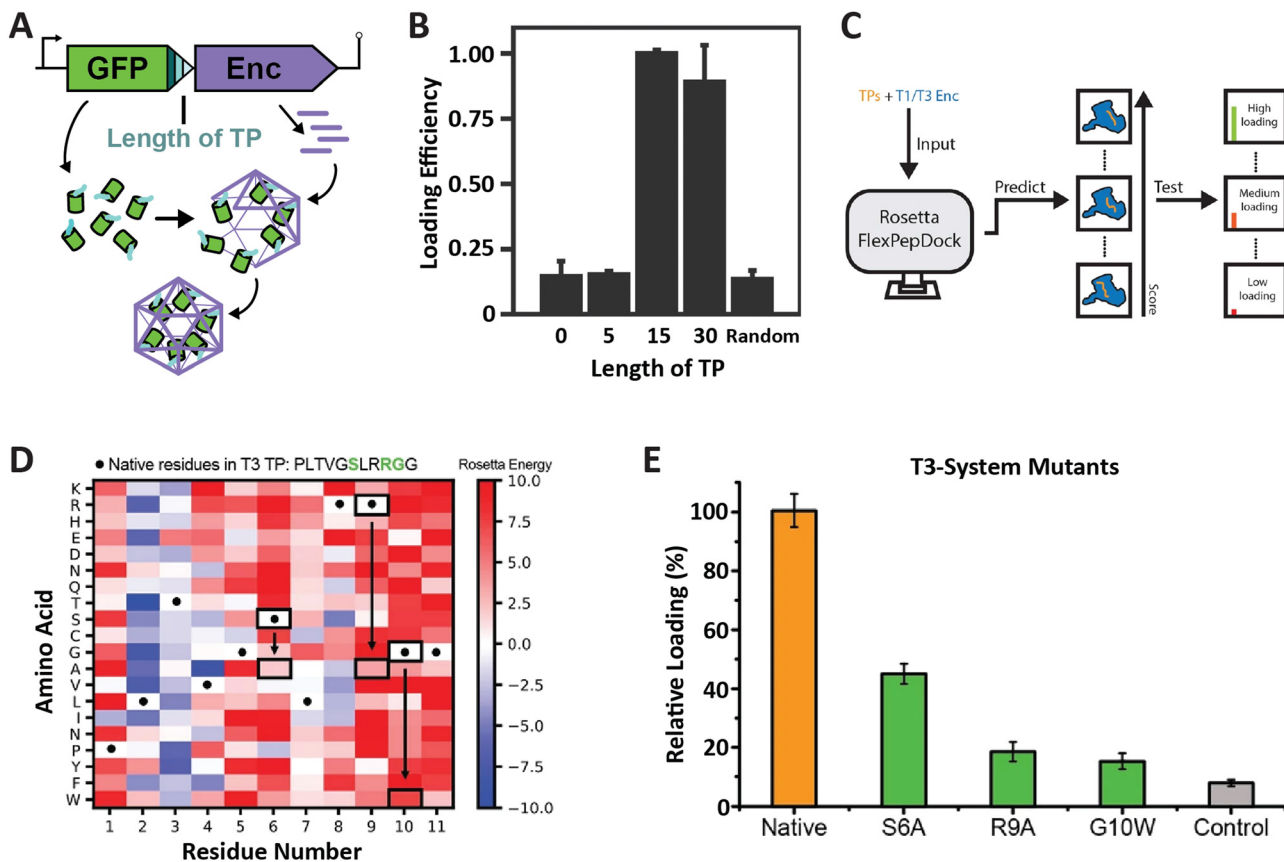 A
GFP
Enc
Length of TP
B
Loading Efficiency
1.00
0.75
0.50
0.25
0
0 5 15 30 Random
Length of TP
C
TPs + T1/T3 Enc
Input
Rosetta
FlexPepDock
Predict
Score
Test
High
loading
Medium
loading
Low
loading
D
● Native residues in T3 TP: PLTVGSLRRGG
Rosetta Energy
Amino Acid
K
R
H
E
D
N
Q
T
S
C
G
A
V
L
I
N
P
Y
F
W
1 2 3 4 5 6 7 8 9 10 11
Residue Number
10.0
7.5
5.0
2.5
0.0
−2.5
−5.0
−7.5
−10.0
E
T3-System Mutants
Relative Loading (%)
100
80
60
40
20
0
Native S6A R9A G10W Control